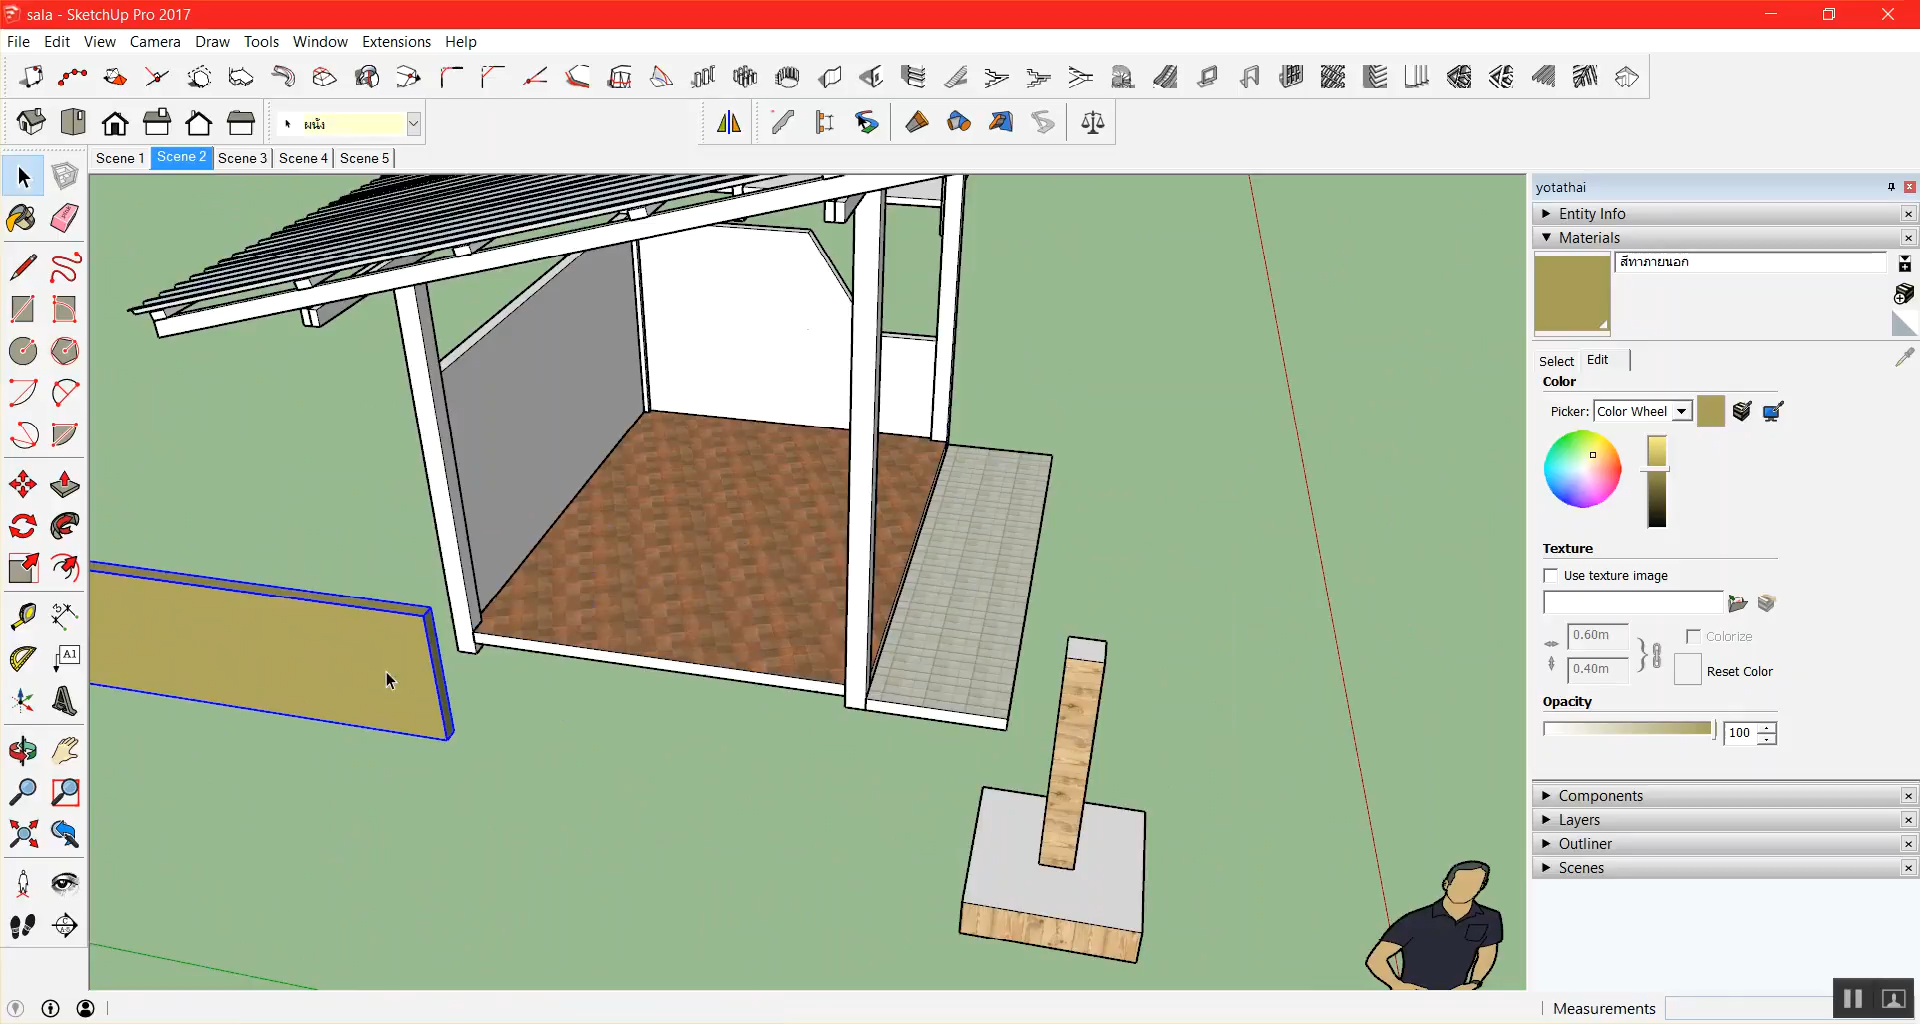 sala - SketchUp Pro 2017
File Edit View Camera Draw Tools Window Extensions Help
ผนัง
Scene 1 Scene 2 Scene 3 Scene 4 Scene 5
yotathai
Entity Info
Materials
สีทาภายนอก
Select Edit
Color
Picker: Color Wheel
Texture
Use texture image
0.60m
Colorize
0.40m
Reset Color
Opacity
100
Components
Layers
Outliner
Scenes
A1
Measurements